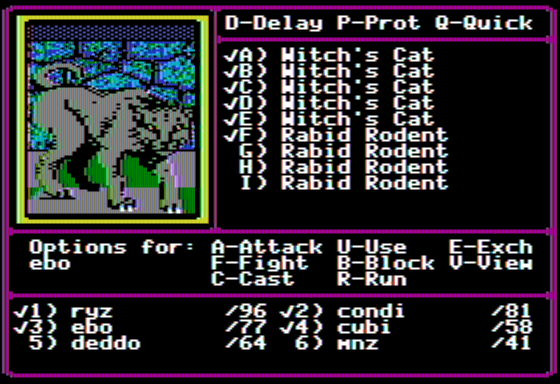 D-Delay P-Prot Q-Quick
✓A) Witch's Cat
✓B) Witch's Cat
✓C) Witch's Cat
✓D) Witch's Cat
✓E) Witch's Cat
✓F) Rabid Rodent
G) Rabid Rodent
H) Rabid Rodent
I) Rabid Rodent
Options for: A-Attack U-Use E-Exch
ebo F-Fight B-Block V-View
C-Cast R-Run
✓1) ryz /96 ✓2) condi /81
✓3) ebo /77 ✓4) cubi /58
5) deddo /64 6) mnz /41